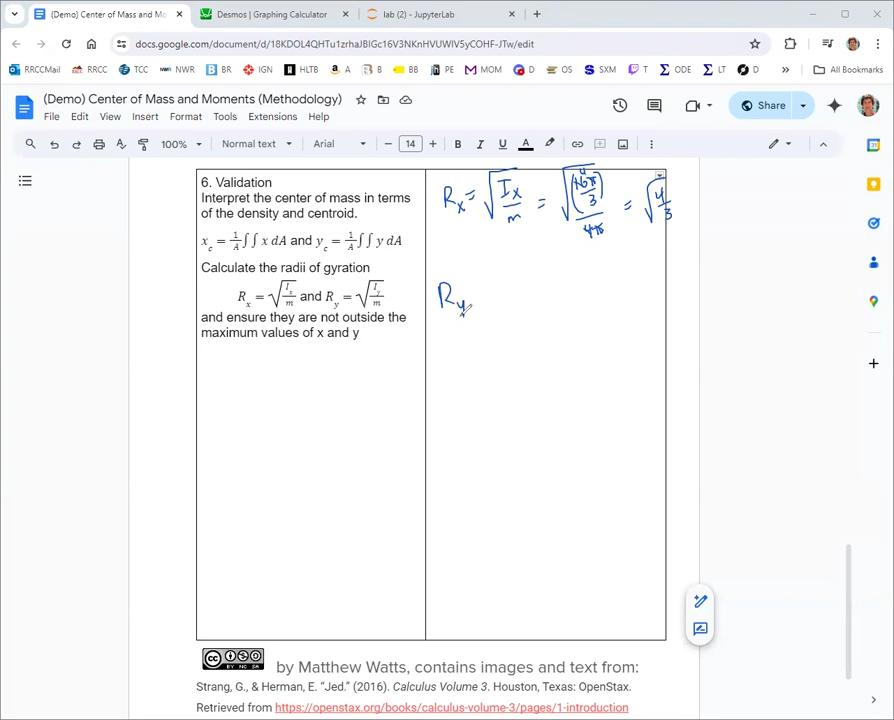 (Demo) Center of Mass and Mo
Desmos | Graphing Calculator
lab (2) - JupyterLab
docs.google.com/document/d/18KDOL4QHTu1zrhaJBIGc16V3NKnHVUWIV5yCOHF-JTw/edit
RRCCMail
RRCC
TCC
NWR
BR
IGN
HLTB
A
B
BB
PE
MOM
D
OS
SXM
T
ODE
LT
D
All Bookmarks
(Demo) Center of Mass and Moments (Methodology)
File Edit View Insert Format Tools Extensions Help
Share
100%
Normal text
Arial
14
6. Validation
Interpret the center of mass in terms
of the density and centroid.
x_c = 1/A ∫∫ x dA and y_c = 1/A ∫∫ y dA
Calculate the radii of gyration
R_x = √(I_x/m) and R_y = √(I_y/m)
and ensure they are not outside the
maximum values of x and y
R_x = √(I_x/m) = √((16π/3)/4π) = √(4/3)
R_y
by Matthew Watts, contains images and text from:
Strang, G., & Herman, E. “Jed.” (2016). Calculus Volume 3. Houston, Texas: OpenStax.
Retrieved from https://openstax.org/books/calculus-volume-3/pages/1-introduction